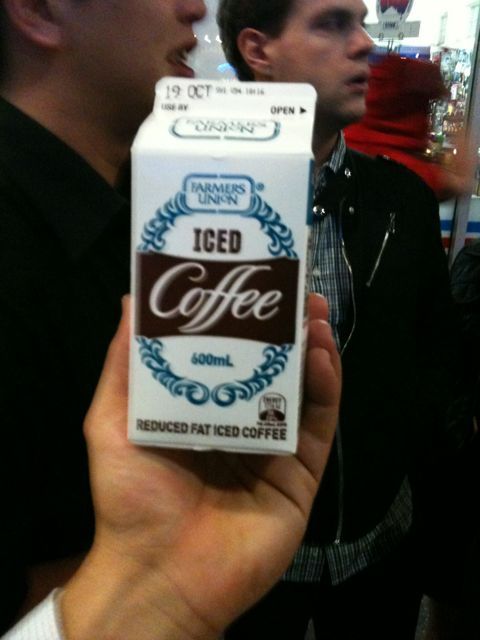 19 OCT
USE BY
OPEN
FARMERS
UNION
ICED
Coffee
600mL
REDUCED FAT ICED COFFEE